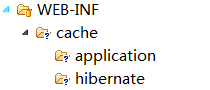 WEB-INF
cache
application
hibernate